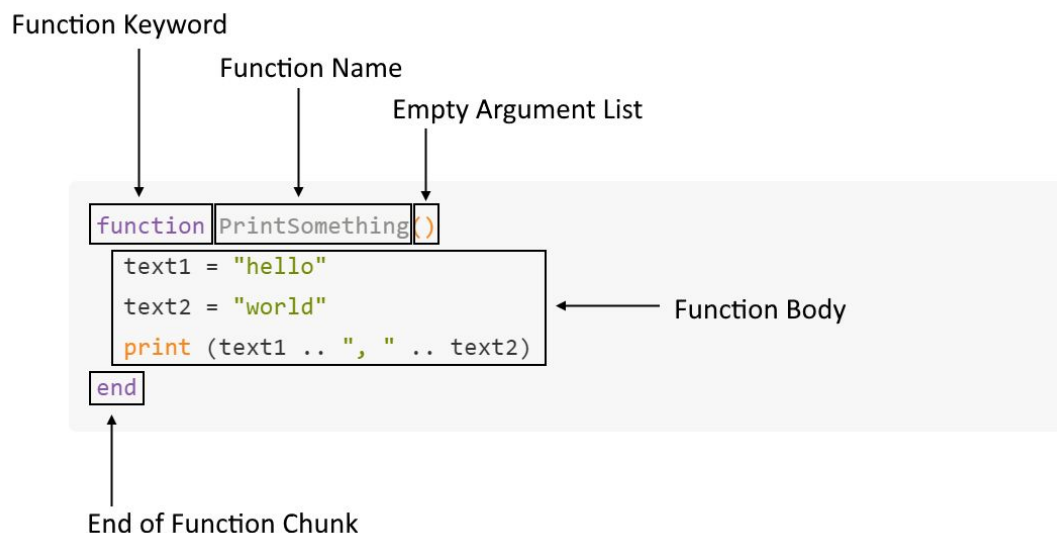 Function Keyword
Function Name
Empty Argument List
function PrintSomething()
text1 = "hello"
text2 = "world"
print (text1 .. ", " .. text2)
Function Body
end
End of Function Chunk